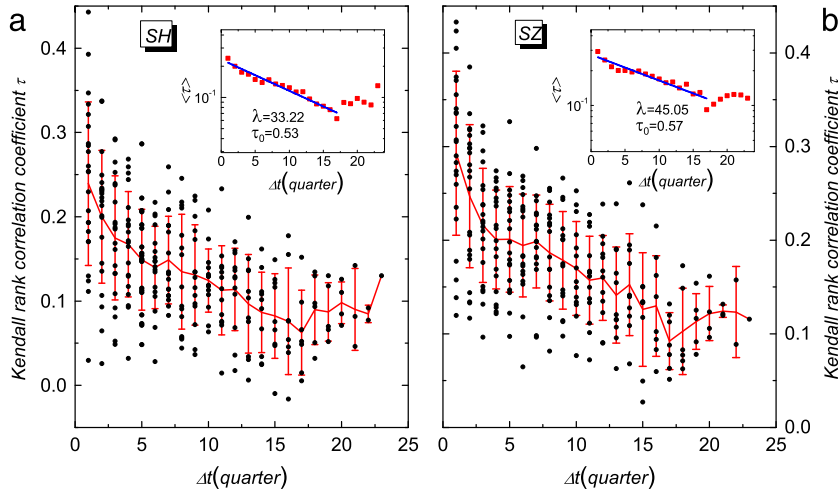 a
SH
SZ
b
Kendall rank correlation coefficient τ
0.4
0.3
0.2
0.1
0.0
0
5
10
15
20
25
Δt(quarter)
<τ>
10⁻¹
λ=33.22
τ₀=0.53
0 5 10 15 20
Δt(quarter)
<τ>
10⁻¹
λ=45.05
τ₀=0.57
0 5 10 15 20
Δt(quarter)
0
5
10
15
20
25
Δt(quarter)
0.4
0.3
0.2
0.1
0.0
Kendall rank correlation coefficient τ